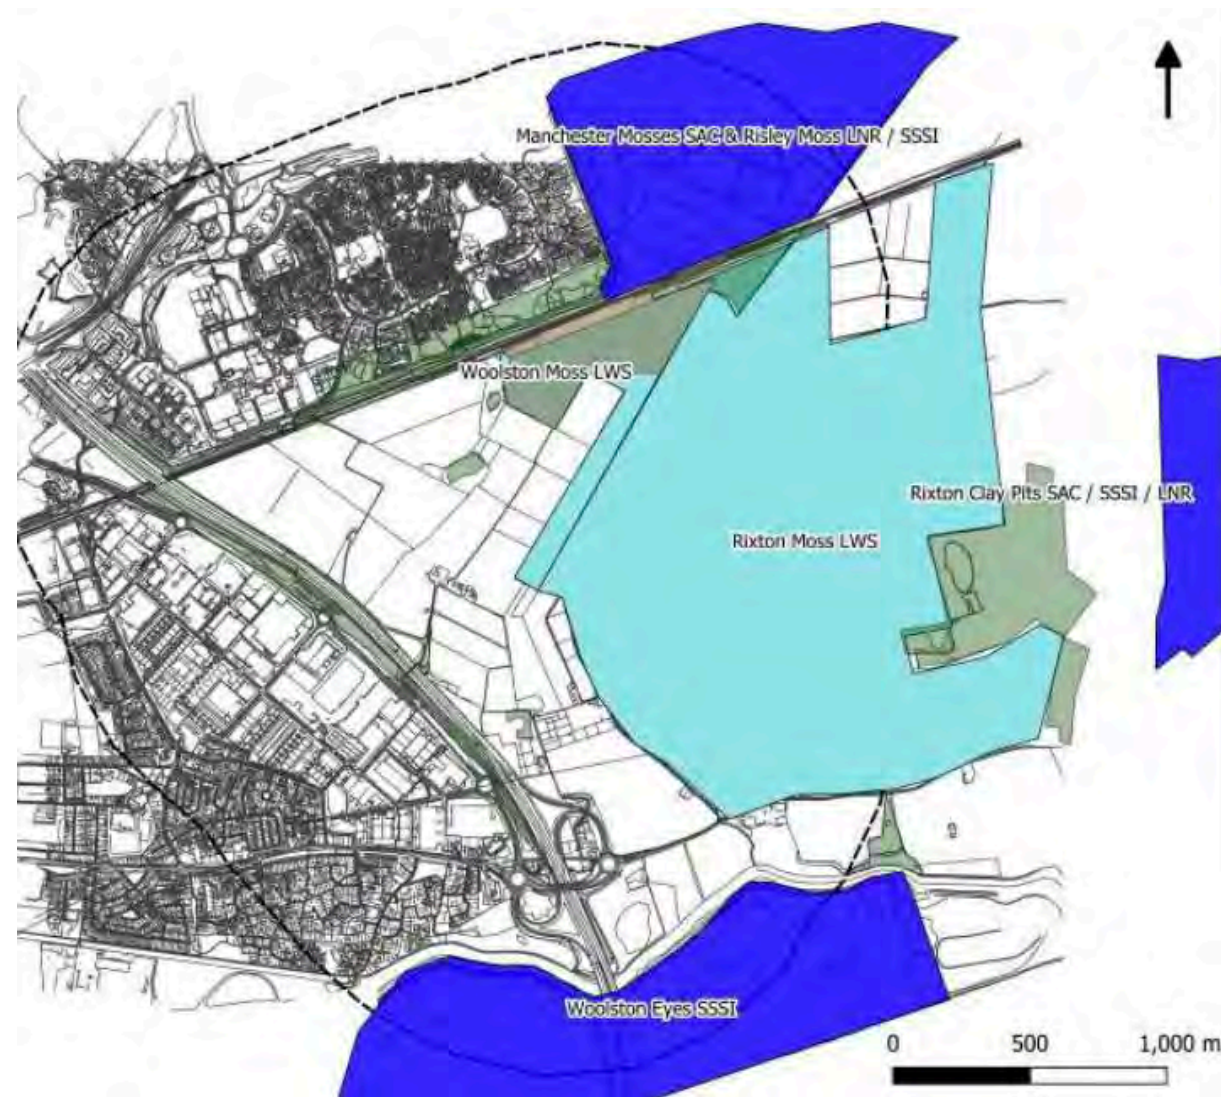 Manchester Mosses SAC & Risley Moss LNR / SSSI
Woolston Moss LWS
Rixton Clay Pits SAC / SSSI / LNR
Rixton Moss LWS
Woolston Eyes SSSI
0 500 1,000 m